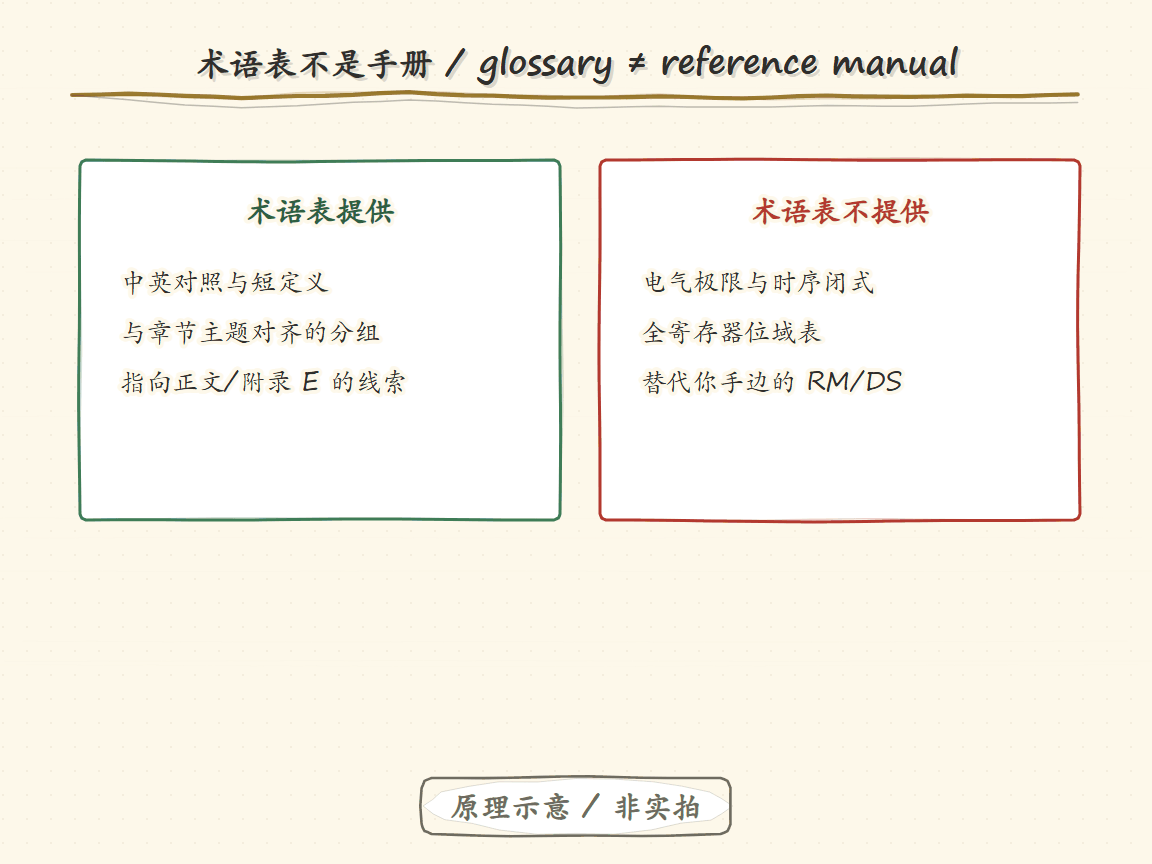 术语表不是手册 / glossary ≠ reference manual
术语表提供
中英对照与短定义
与章节主题对齐的分组
指向正文/附录 E 的线索
术语表不提供
电气极限与时序闭式
全寄存器位域表
替代你手边的 RM/DS
原理示意 / 非实拍